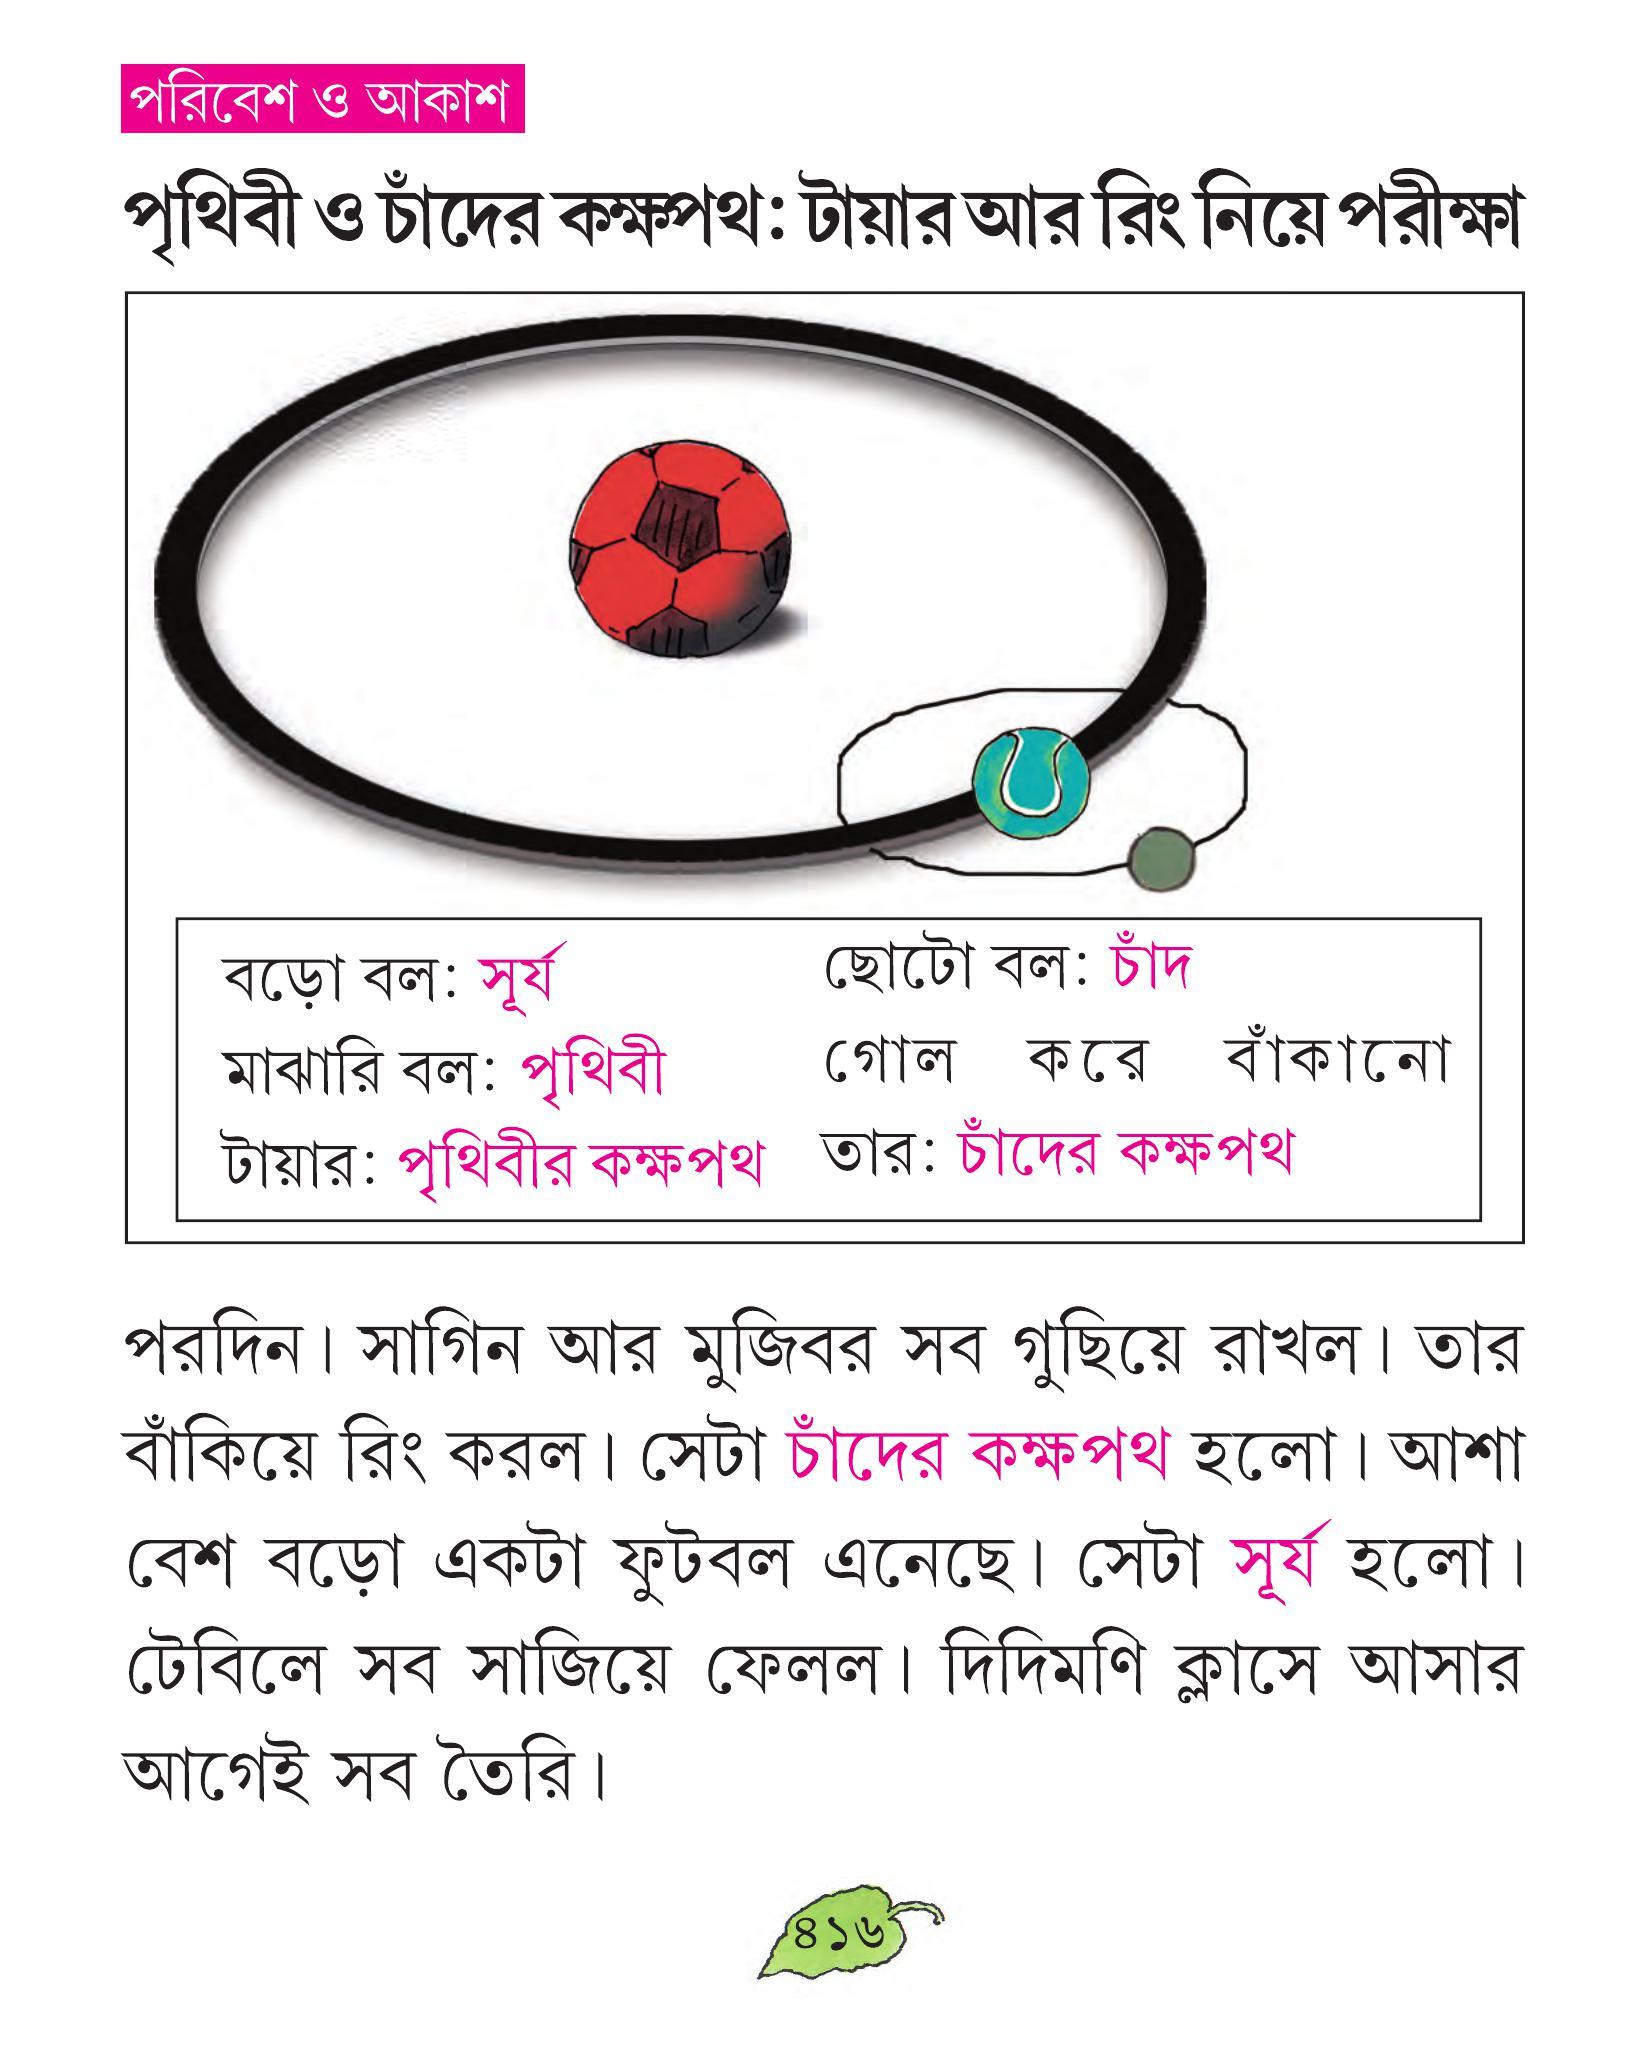 পরিবেশ ও আকাশ
পৃথিবী ও চাঁদের কক্ষপথ: টায়ার আর রিং নিয়ে পরীক্ষা
বড়ো বল: সূর্য
মাঝারি বল: পৃথিবী
টায়ার: পৃথিবীর কক্ষপথ
ছোটো বল: চাঁদ
গোল করে বাঁকানো
তার: চাঁদের কক্ষপথ
পরদিন। সাগিন আর মুজিবর সব গুছিয়ে রাখল। তার
বাঁকিয়ে রিং করল। সেটা চাঁদের কক্ষপথ হলো। আশা
বেশ বড়ো একটা ফুটবল এনেছে। সেটা সূর্য হলো।
টেবিলে সব সাজিয়ে ফেলল। দিদিমণি ক্লাসে আসার
আগেই সব তৈরি।
৪১৬